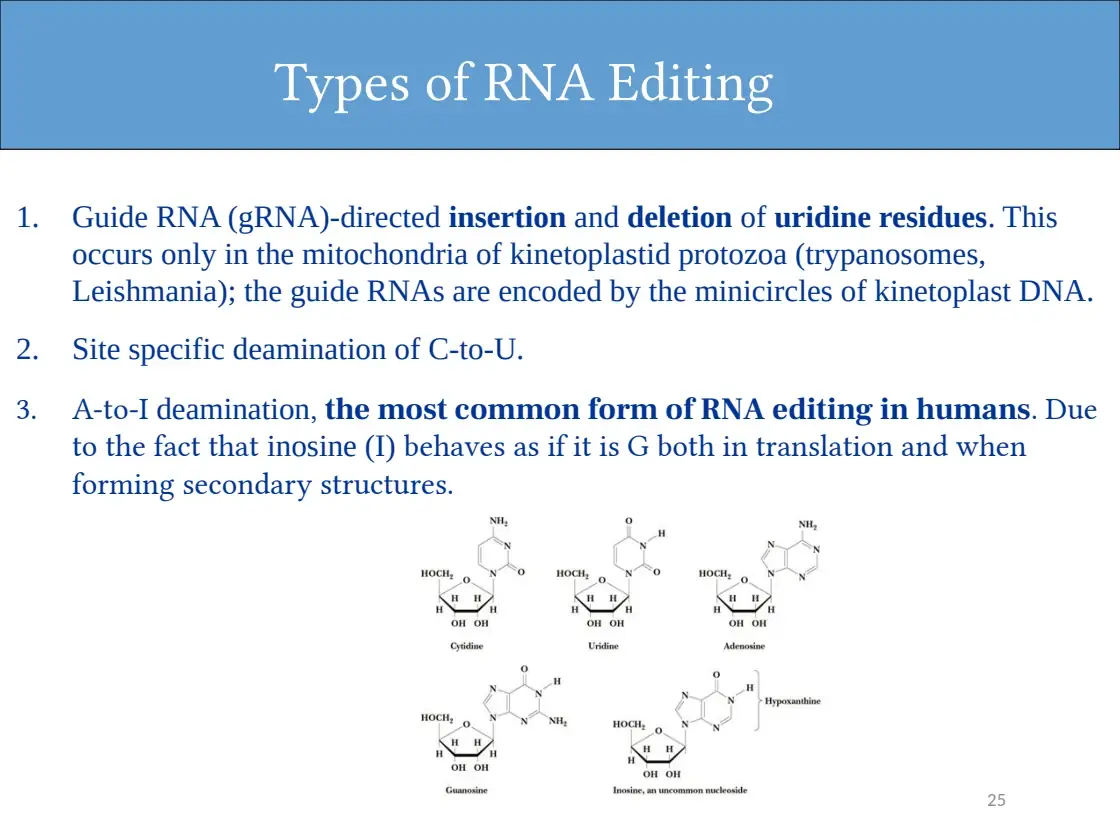 Types of RNA Editing
1. Guide RNA (gRNA)-directed insertion and deletion of uridine residues. This
occurs only in the mitochondria of kinetoplastid protozoa (trypanosomes,
Leishmania); the guide RNAs are encoded by the minicircles of kinetoplast DNA.
2. Site specific deamination of C-to-U.
3. A-to-I deamination, the most common form of RNA editing in humans. Due
to the fact that inosine (I) behaves as if it is G both in translation and when
forming secondary structures.
NH₂
N
HOCH₂ O N O
H H
H H
OH OH
Cytidine
O
H
N
HOCH₂ O N O
H H
H H
OH OH
Uridine
NH₂
N N
HOCH₂ O N N
H H
H H
OH OH
Adenosine
O
N N H
HOCH₂ O N N NH₂
H H
H H
OH OH
Guanosine
O
N N H
Hypoxanthine
HOCH₂ O N N
H H
H
OH OH
Inosine, an uncommon nucleoside
25